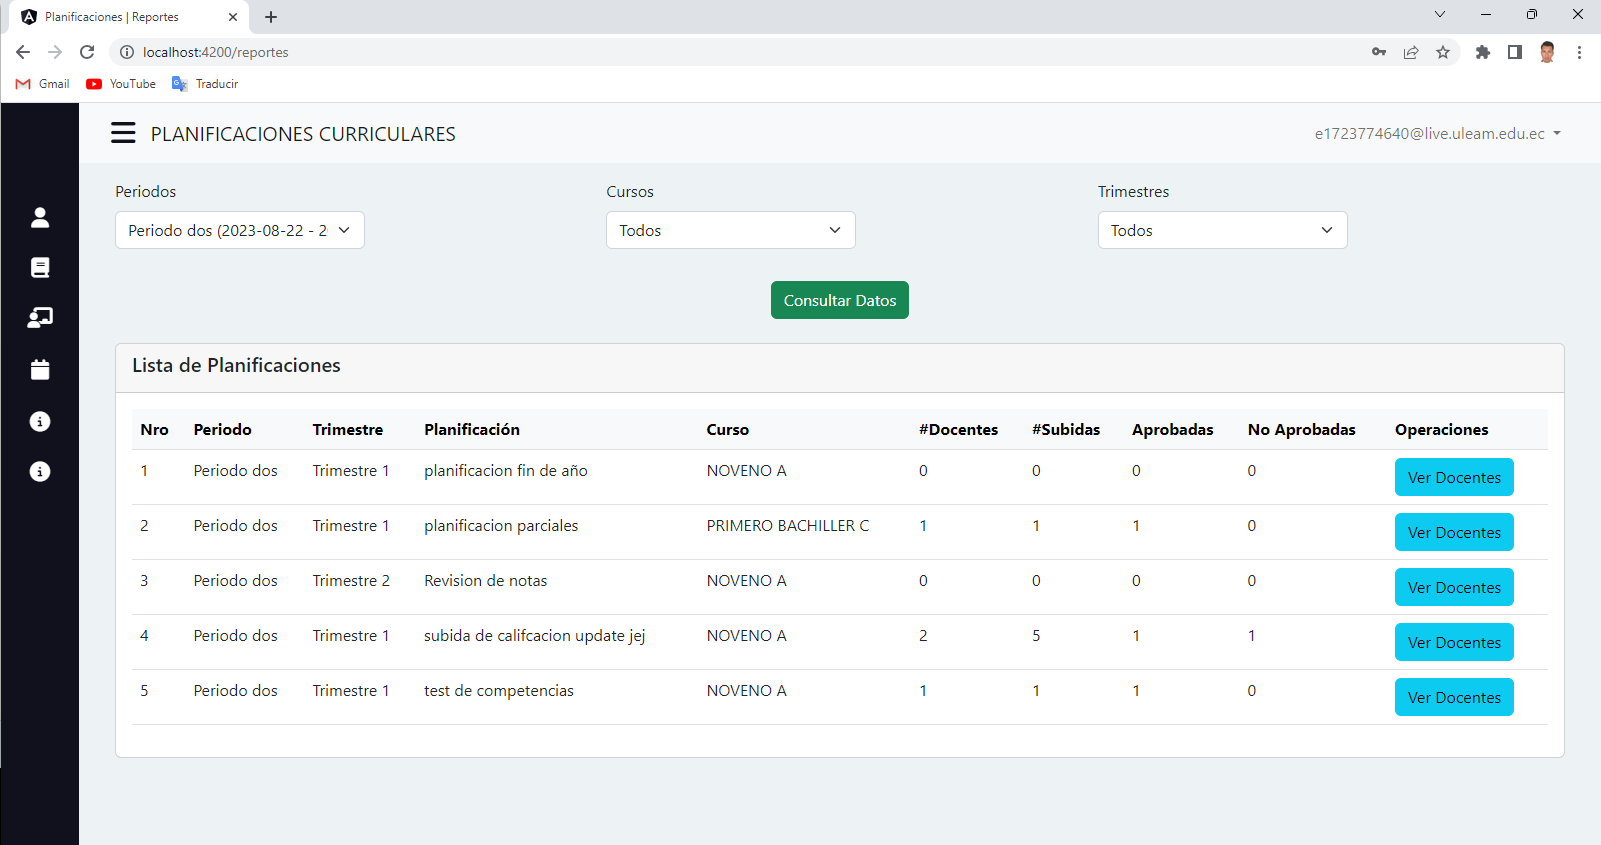 Planificaciones | Reportes
localhost:4200/reportes
Gmail YouTube Traducir
PLANIFICACIONES CURRICULARES
e1723774640@live.uleam.edu.ec
Periodos Cursos Trimestres
Periodo dos (2023-08-22 - 2 Todos Todos
Consultar Datos
Lista de Planificaciones
Nro Periodo Trimestre Planificación Curso #Docentes #Subidas Aprobadas No Aprobadas Operaciones
1 Periodo dos Trimestre 1 planificacion fin de año NOVENO A 0 0 0 0 Ver Docentes
2 Periodo dos Trimestre 1 planificacion parciales PRIMERO BACHILLER C 1 1 1 0 Ver Docentes
3 Periodo dos Trimestre 2 Revision de notas NOVENO A 0 0 0 0 Ver Docentes
4 Periodo dos Trimestre 1 subida de califcacion update jej NOVENO A 2 5 1 1 Ver Docentes
5 Periodo dos Trimestre 1 test de competencias NOVENO A 1 1 1 0 Ver Docentes